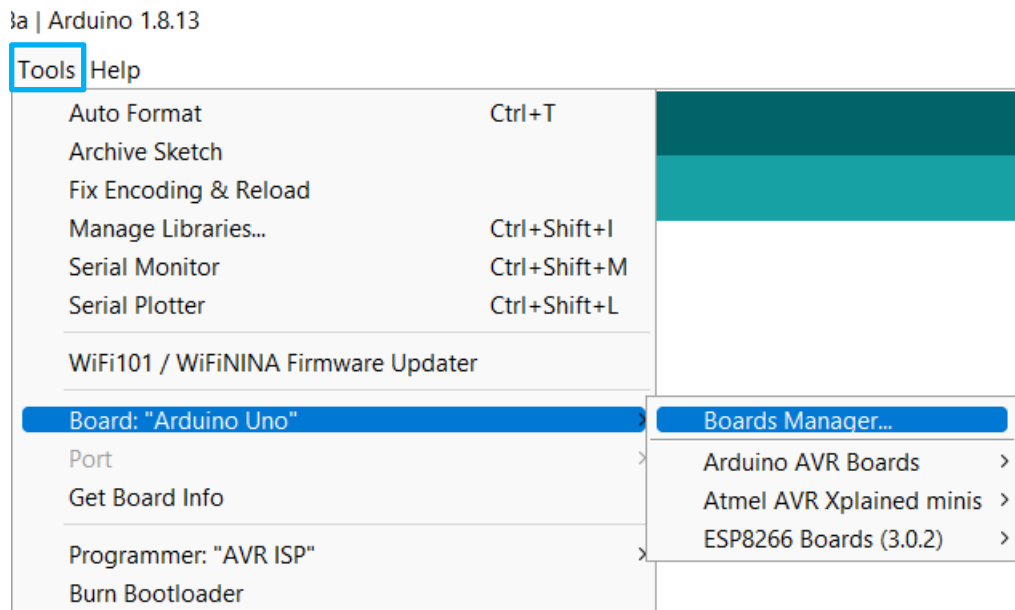 3a | Arduino 1.8.13
Tools Help
Auto Format Ctrl+T
Archive Sketch
Fix Encoding & Reload
Manage Libraries... Ctrl+Shift+I
Serial Monitor Ctrl+Shift+M
Serial Plotter Ctrl+Shift+L
WiFi101 / WiFiNINA Firmware Updater
Board: "Arduino Uno"
Boards Manager...
Port
Arduino AVR Boards
Get Board Info
Atmel AVR Xplained minis
ESP8266 Boards (3.0.2)
Programmer: "AVR ISP"
Burn Bootloader